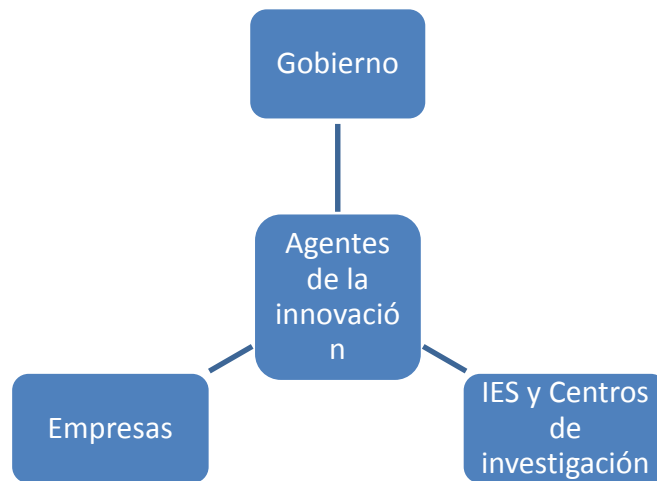 Gobierno
Agentes
de la
innovació
n
Empresas
IES y Centros
de
investigación